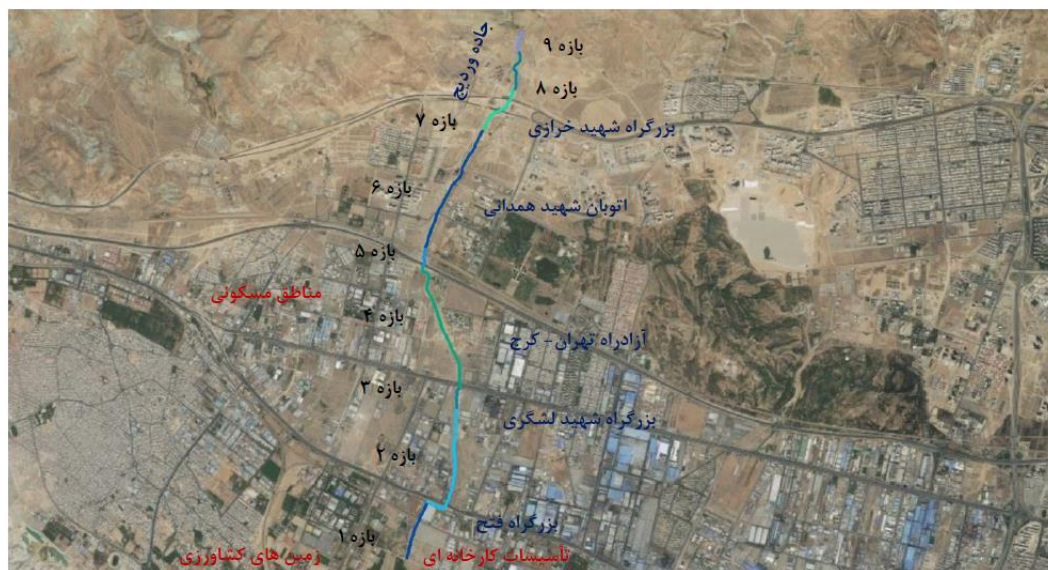 جاده وردیچ
بازه ۹
بازه ۸
بازه ۷
بزرگراه شهید خرازی
بازه ۶
اتوبان شهید همدانی
بازه ۵
مناطق مسکونی
بازه ۴
آزادراه تهران - کرج
بازه ۳
بزرگراه شهید لشگری
بازه ۲
بزرگراه فتح
بازه ۱
تأسیسات کارخانه ای
زمین های کشاورزی